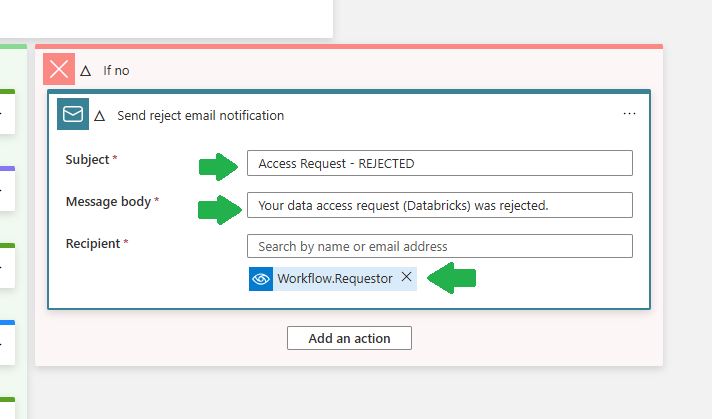 If no
Send reject email notification
Subject *
Access Request - REJECTED
Message body *
Your data access request (Databricks) was rejected.
Recipient *
Search by name or email address
Workflow.Requestor
Add an action